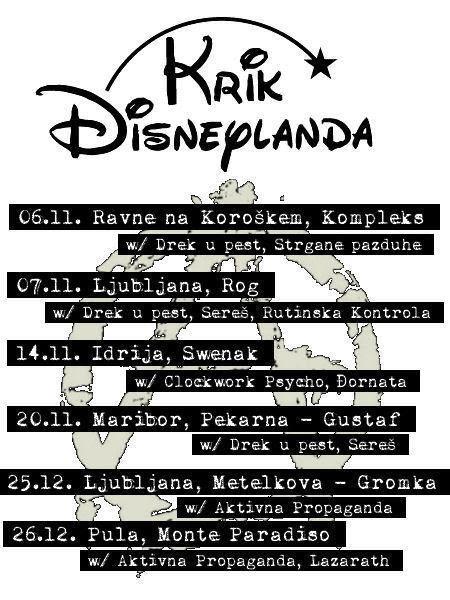 Krik
Disneylanda
06.11. Ravne na Koroškem, Kompleks
w/ Drek u pest, Strgane pazduhe
07.11. Ljubljana, Rog
w/ Drek u pest, Sereš, Rutinska Kontrola
14.11. Idrija, Swenak
w/ Clockwork Psycho, Đornata
20.11. Maribor, Pekarna - Gustaf
w/ Drek u pest, Sereš
25.12. Ljubljana, Metelkova - Gromka
w/ Aktivna Propaganda
26.12. Pula, Monte Paradiso
w/ Aktivna Propaganda, Lazarath